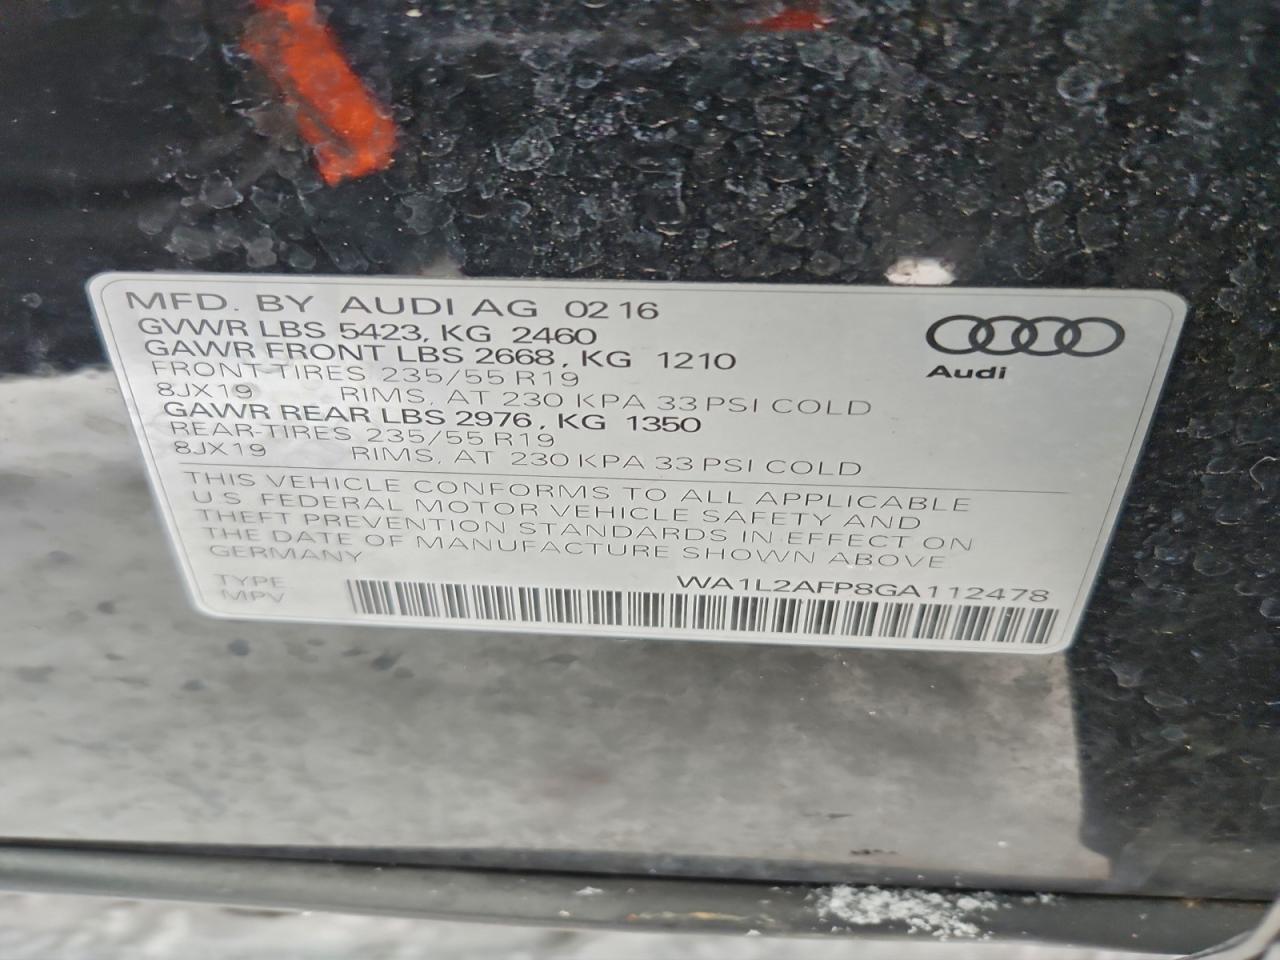 MFD. BY AUDI AG 02 16
GVWR LBS 5423, KG 2460
GAWR FRONT LBS 2668, KG 1210
FRONT-TIRES 235/55 R19
8JX19 RIMS, AT 230 KPA 33 PSI COLD
GAWR REAR LBS 2976, KG 1350
REAR-TIRES 235/55 R19
8JX19 RIMS, AT 230 KPA 33 PSI COLD
Audi
THIS VEHICLE CONFORMS TO ALL APPLICABLE
U.S. FEDERAL MOTOR VEHICLE SAFETY AND
THEFT PREVENTION STANDARDS IN EFFECT ON
THE DATE OF MANUFACTURE SHOWN ABOVE
GERMANY
TYPE WA1L2AFP8GA112478
MPV